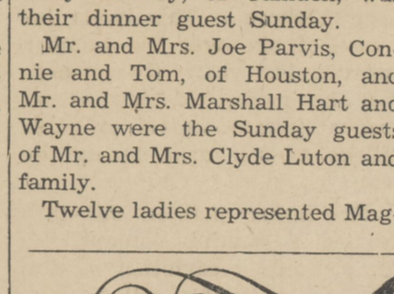 their dinner guest Sunday.
Mr. and Mrs. Joe Parvis, Con-
nie and Tom, of Houston, and
Mr. and Mrs. Marshall Hart and
Wayne were the Sunday guests
of Mr. and Mrs. Clyde Luton and
family.
Twelve ladies represented Mag-